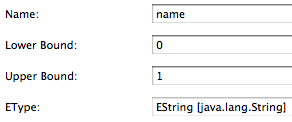 Name: name
Lower Bound: 0
Upper Bound: 1
EType: EString [java.lang.String]